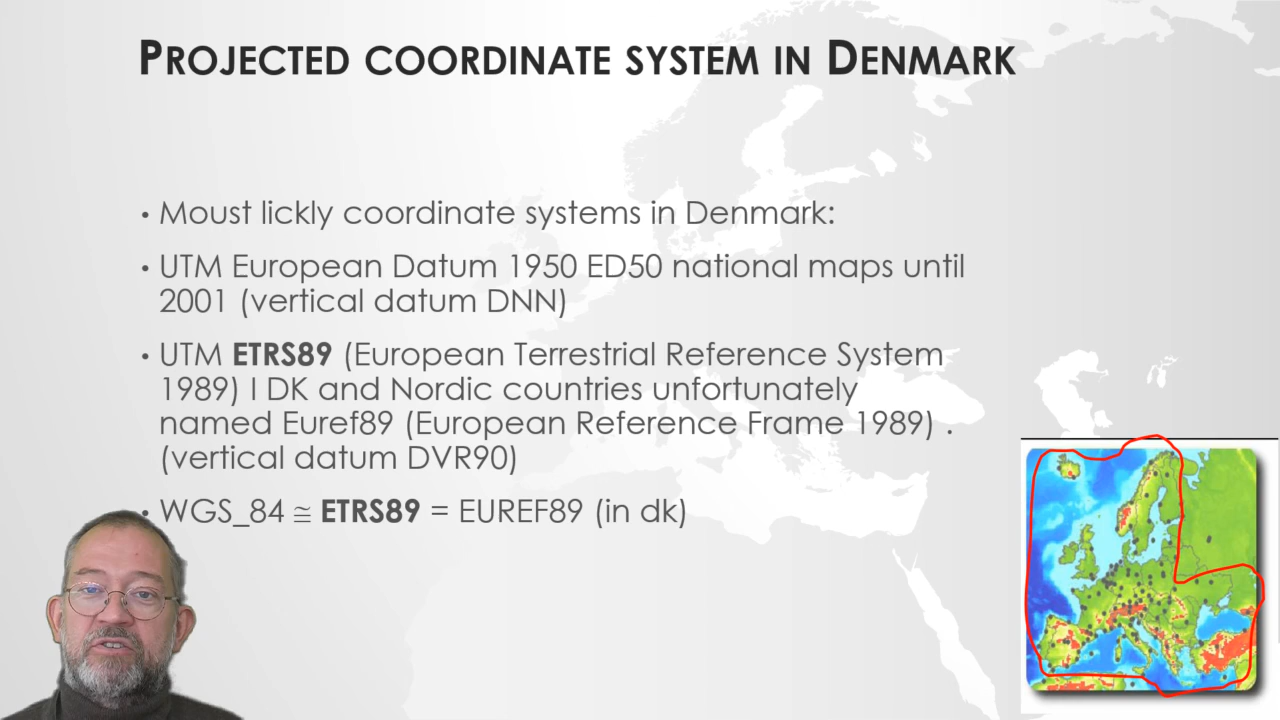 PROJECTED COORDINATE SYSTEM IN DENMARK
• Moust lickly coordinate systems in Denmark:
• UTM European Datum 1950 ED50 national maps until
2001 (vertical datum DNN)
• UTM ETRS89 (European Terrestrial Reference System
1989) I DK and Nordic countries unfortunately
named Euref89 (European Reference Frame 1989) .
(vertical datum DVR90)
• WGS_84 ≅ ETRS89 = EUREF89 (in dk)